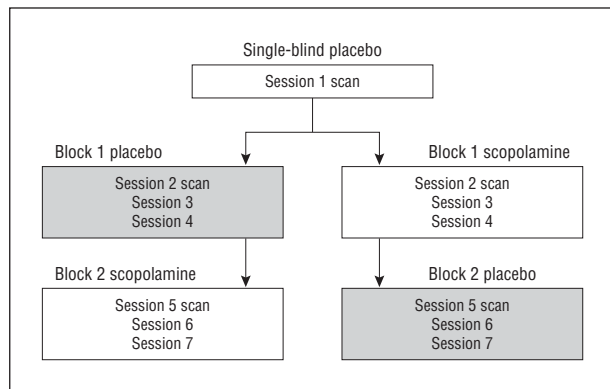 Single-blind placebo
Session 1 scan
Block 1 placebo
Session 2 scan
Session 3
Session 4
Block 1 scopolamine
Session 2 scan
Session 3
Session 4
Block 2 scopolamine
Session 5 scan
Session 6
Session 7
Block 2 placebo
Session 5 scan
Session 6
Session 7